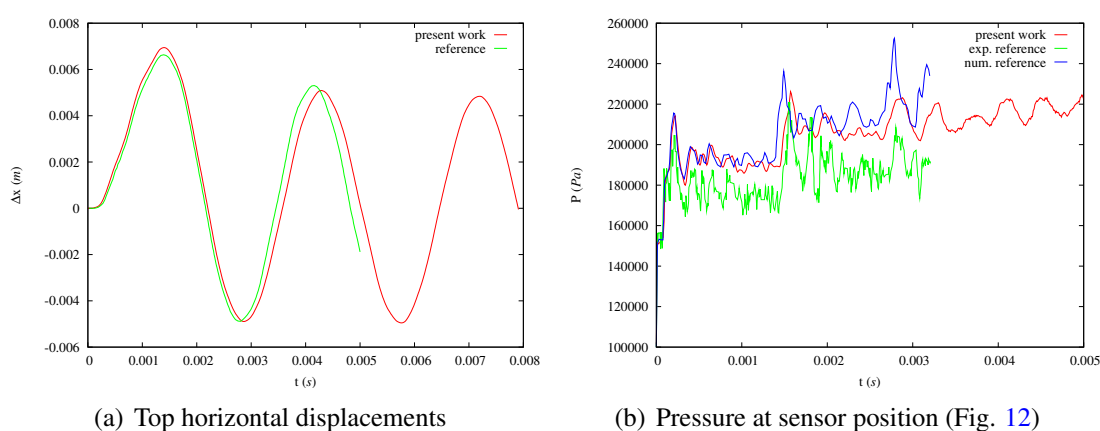 0.008
0.006
0.004
0.002
0
-0.002
-0.004
-0.006
Δx (m)
0
0.001
0.002
0.003
0.004
0.005
0.006
0.007
0.008
t (s)
present work
reference
(a) Top horizontal displacements
260000
240000
220000
200000
180000
160000
140000
120000
100000
P (Pa)
0
0.001
0.002
0.003
0.004
0.005
t (s)
present work
exp. reference
num. reference
(b) Pressure at sensor position (Fig. 12)